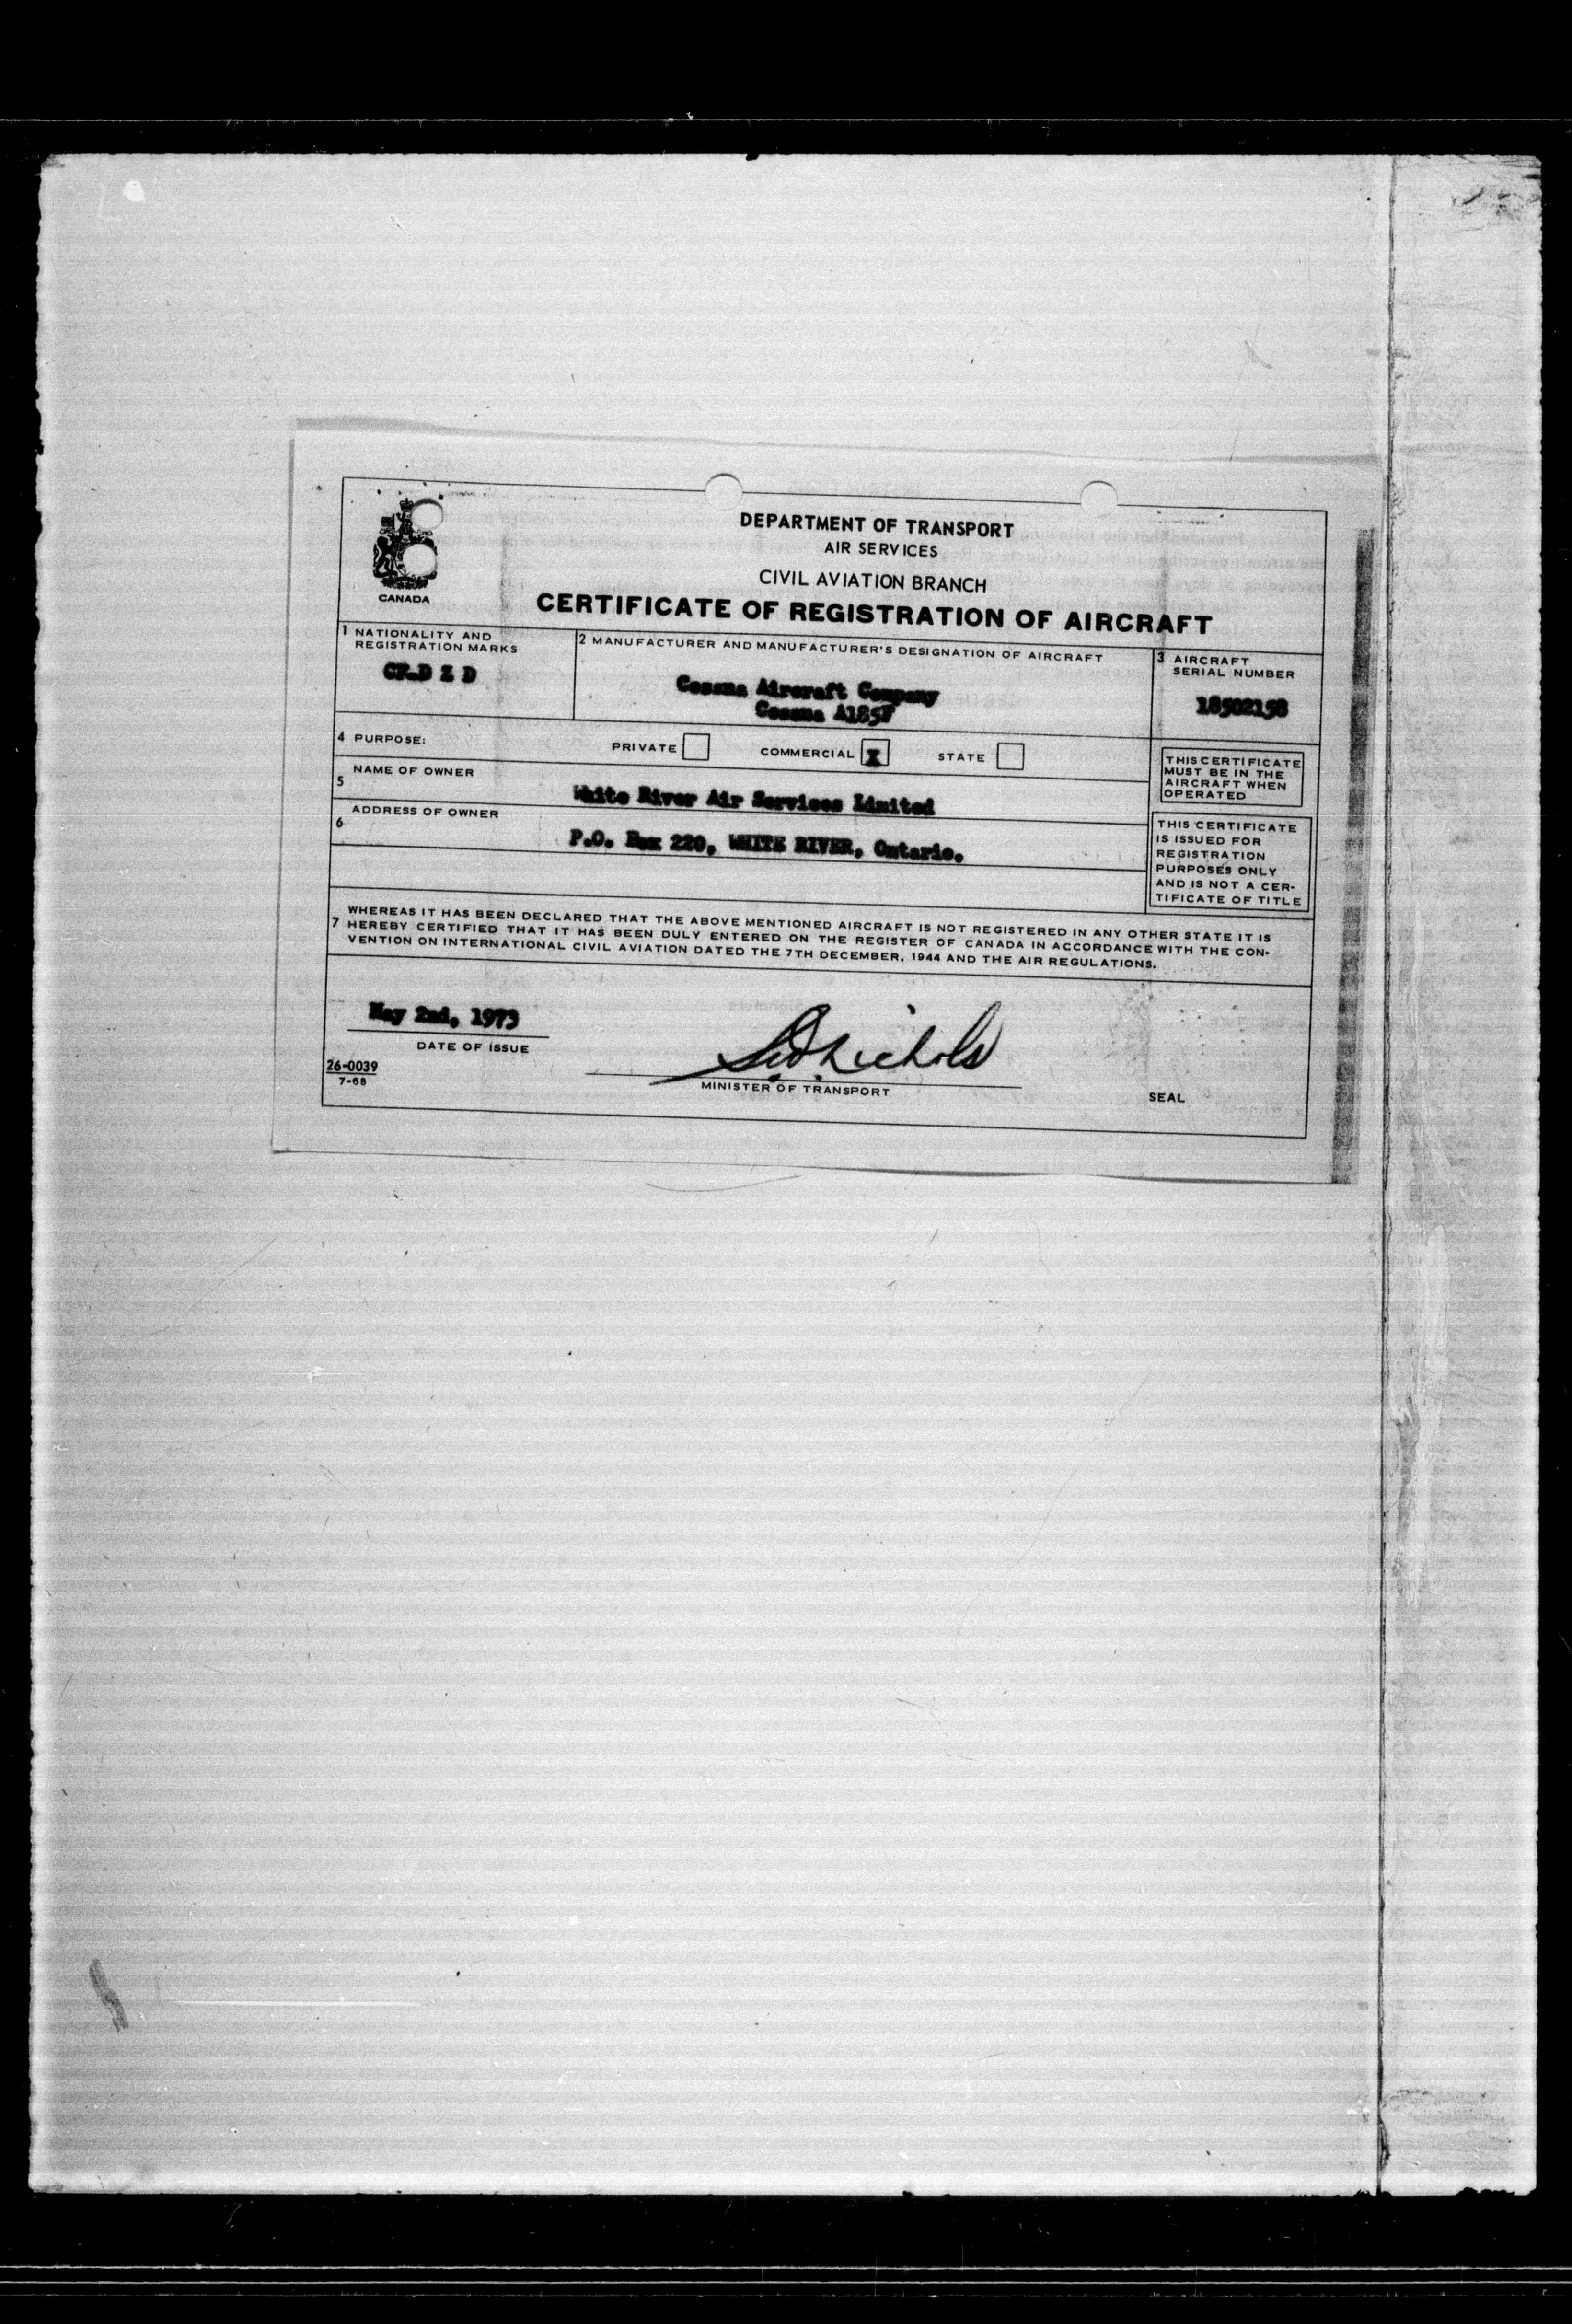 CANADA
DEPARTMENT OF TRANSPORT
AIR SERVICES
CIVIL AVIATION BRANCH
CERTIFICATE OF REGISTRATION OF AIRCRAFT
1 NATIONALITY AND
REGISTRATION MARKS
CF-D Z D
2 MANUFACTURER AND MANUFACTURER'S DESIGNATION OF AIRCRAFT
Cessna Aircraft Company
Cessna A185F
3 AIRCRAFT
SERIAL NUMBER
18502158
4 PURPOSE: PRIVATE COMMERCIAL X STATE
5 NAME OF OWNER
White River Air Services Limited
6 ADDRESS OF OWNER
P.O. Box 220, WHITE RIVER, Ontario.
THIS CERTIFICATE
MUST BE IN THE
AIRCRAFT WHEN
OPERATED
THIS CERTIFICATE
IS ISSUED FOR
REGISTRATION
PURPOSES ONLY
AND IS NOT A CER-
TIFICATE OF TITLE
WHEREAS IT HAS BEEN DECLARED THAT THE ABOVE MENTIONED AIRCRAFT IS NOT REGISTERED IN ANY OTHER STATE IT IS
7 HEREBY CERTIFIED THAT IT HAS BEEN DULY ENTERED ON THE REGISTER OF CANADA IN ACCORDANCE WITH THE CON-
VENTION ON INTERNATIONAL CIVIL AVIATION DATED THE 7TH DECEMBER, 1944 AND THE AIR REGULATIONS.
May 2nd, 1973
DATE OF ISSUE
26-0039
7-68
MINISTER OF TRANSPORT
SEAL